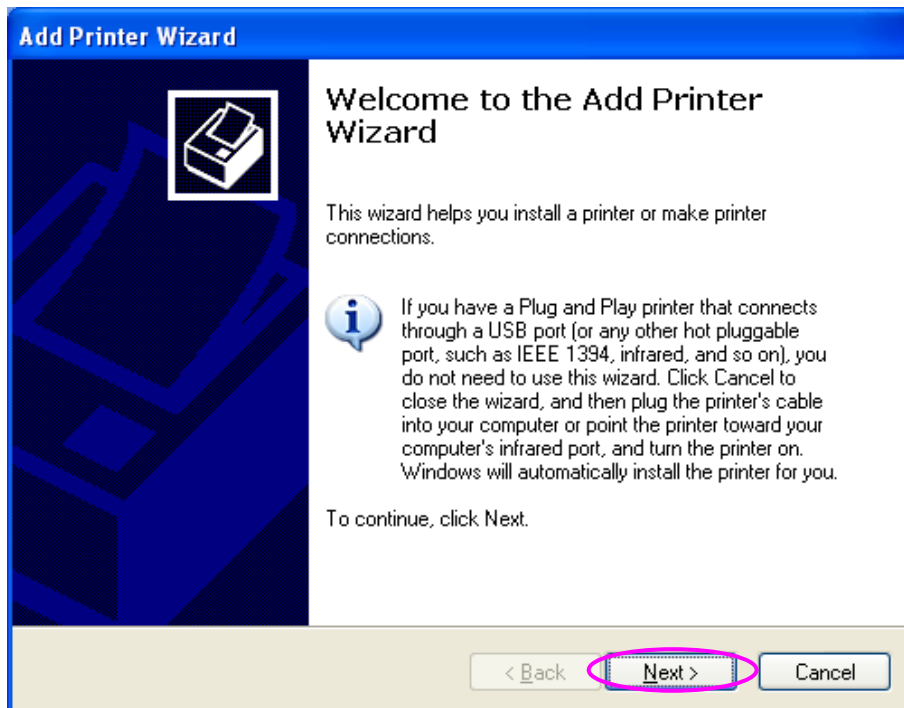 Add Printer Wizard
Welcome to the Add Printer
Wizard
This wizard helps you install a printer or make printer
connections.
If you have a Plug and Play printer that connects
through a USB port (or any other hot pluggable
port, such as IEEE 1394, infrared, and so on), you
do not need to use this wizard. Click Cancel to
close the wizard, and then plug the printer's cable
into your computer or point the printer toward your
computer's infrared port, and turn the printer on.
Windows will automatically install the printer for you.
To continue, click Next.
< Back
Next >
Cancel